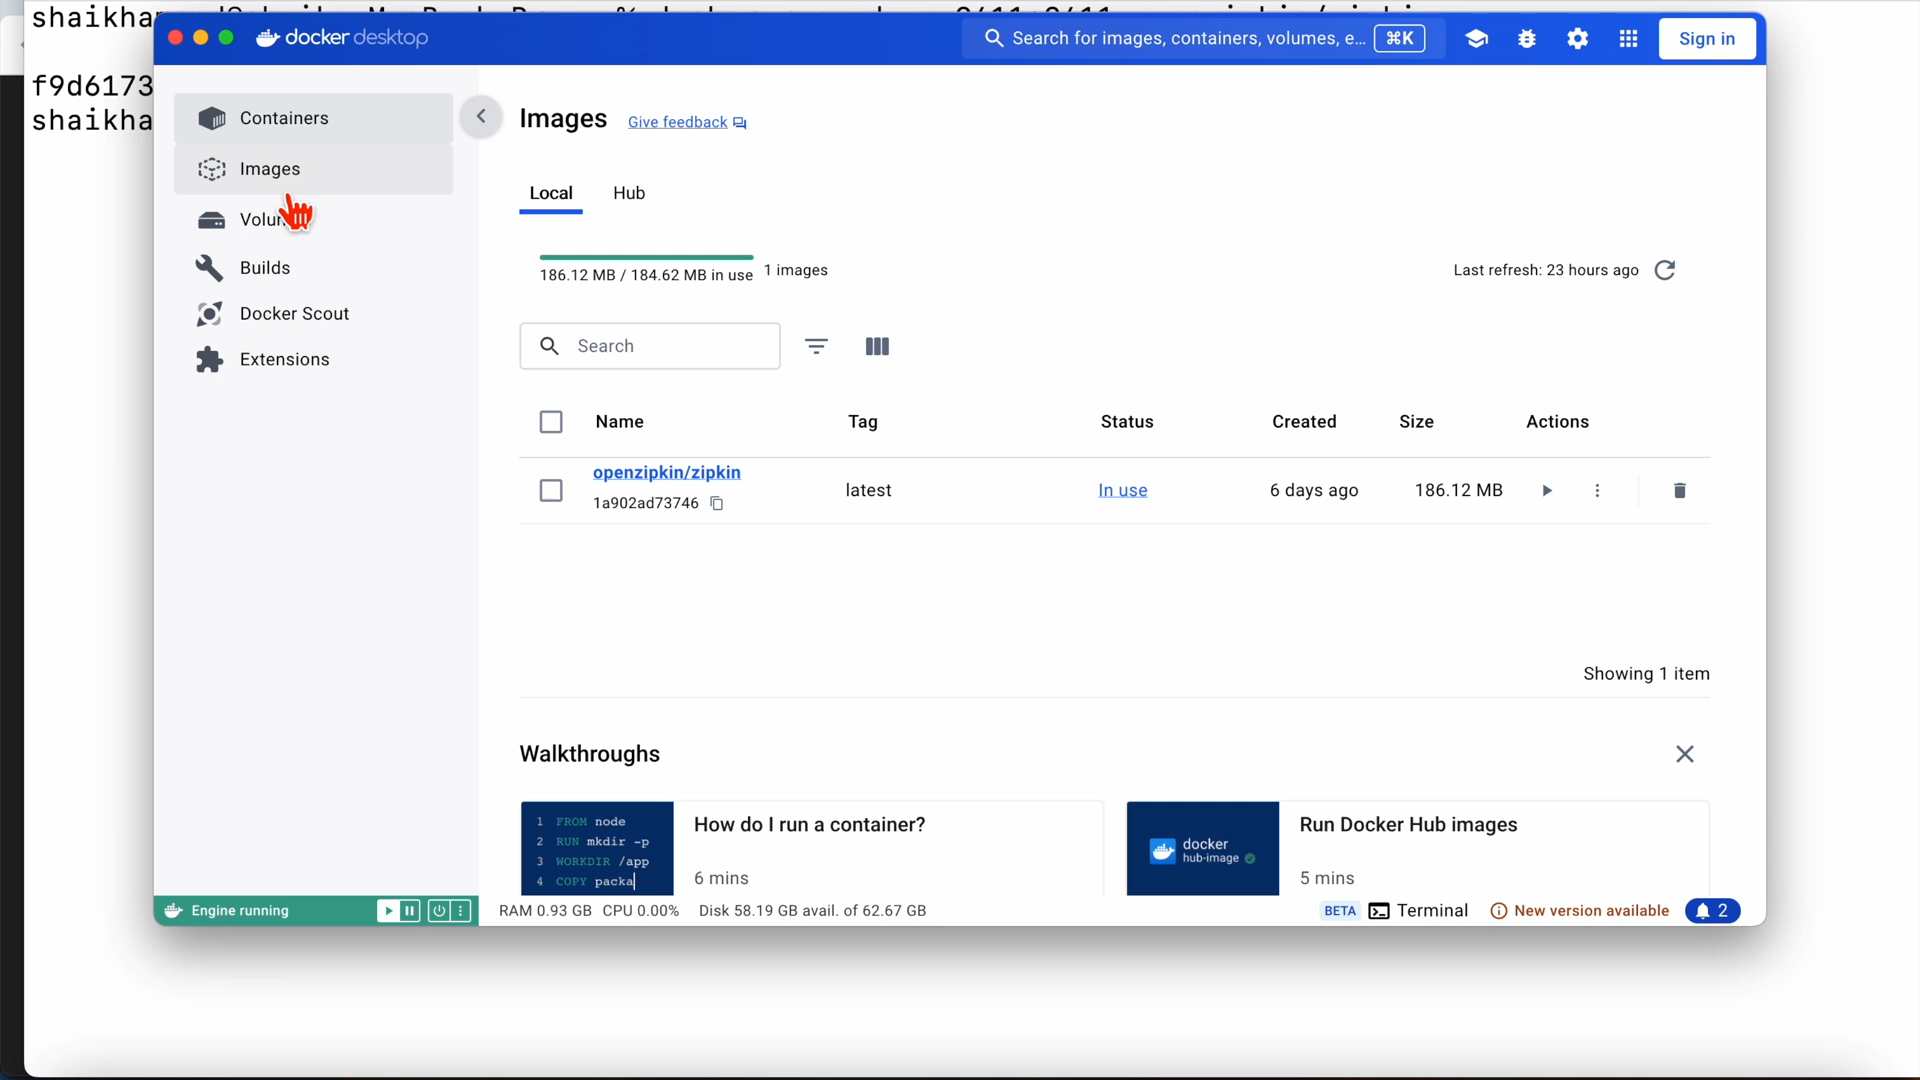 shaikha
docker desktop
Search for images, containers, volumes, e... ⌘K
Sign in
f9d6173
shaikha
Containers
Images
Volu
Builds
Docker Scout
Extensions
Images Give feedback
Local Hub
186.12 MB / 184.62 MB in use 1 images
Last refresh: 23 hours ago
Search
Name Tag Status Created Size Actions
openzipkin/zipkin
1a902ad73746
latest In use 6 days ago 186.12 MB
Showing 1 item
Walkthroughs
1 FROM node
2 RUN mkdir -p
3 WORKDIR /app
4 COPY packa
How do I run a container?
6 mins
docker
hub-image
Run Docker Hub images
5 mins
Engine running
RAM 0.93 GB CPU 0.00% Disk 58.19 GB avail. of 62.67 GB
BETA Terminal New version available 2